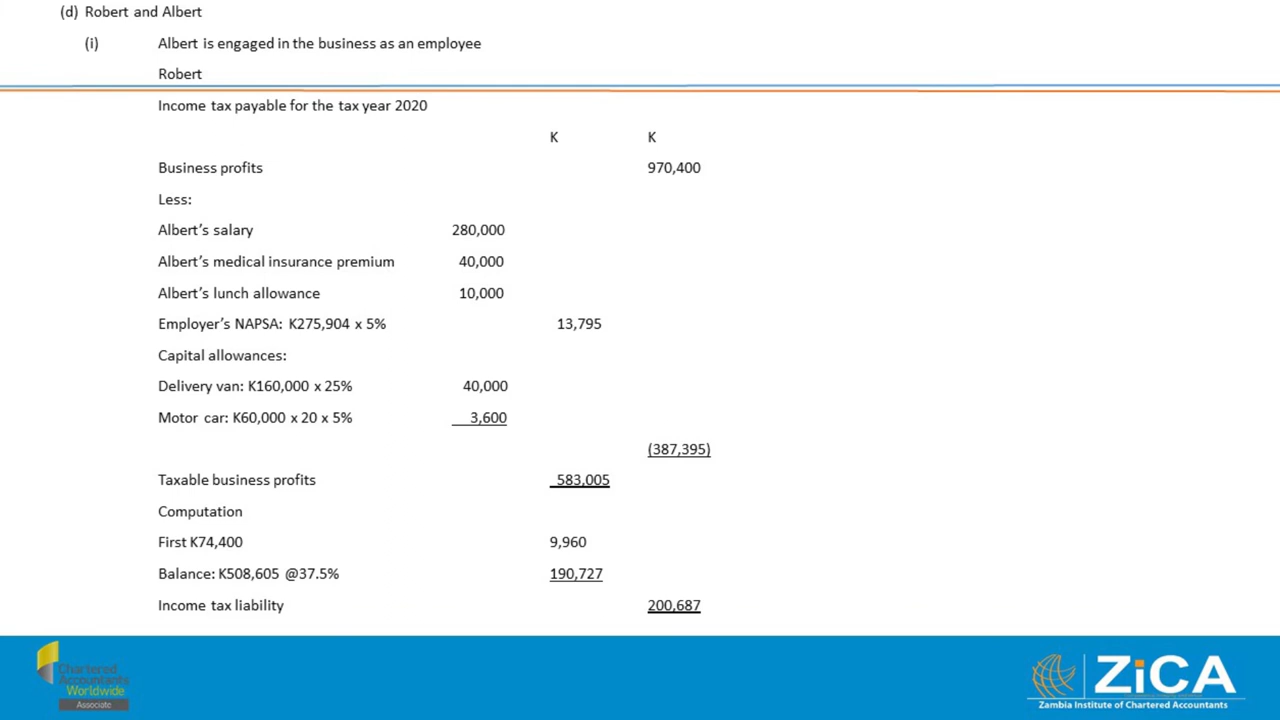 (d) Robert and Albert
(i) Albert is engaged in the business as an employee
Robert
Income tax payable for the tax year 2020
K K
Business profits 970,400
Less:
Albert’s salary 280,000
Albert’s medical insurance premium 40,000
Albert’s lunch allowance 10,000
Employer’s NAPSA: K275,904 x 5% 13,795
Capital allowances:
Delivery van: K160,000 x 25% 40,000
Motor car: K60,000 x 20 x 5% 3,600
(387,395)
Taxable business profits 583,005
Computation
First K74,400 9,960
Balance: K508,605 @37.5% 190,727
Income tax liability 200,687
Chartered
Accountants
Worldwide
Associate
ZiCA
Zambia Institute of Chartered Accountants